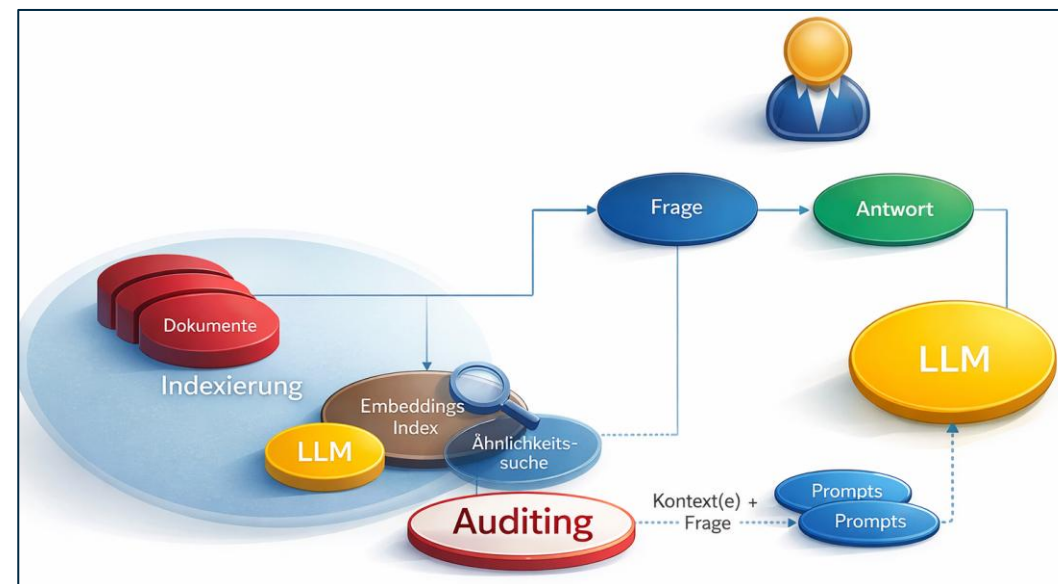 Frage
Antwort
Dokumente
Indexierung
LLM
Embeddings
Index
LLM
Ähnlichkeits-
suche
Auditing
Kontext(e) +
Frage
Prompts
Prompts